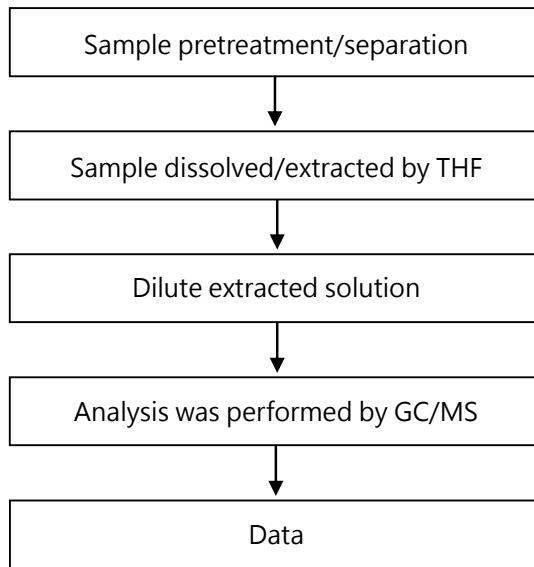 Sample pretreatment/separation
Sample dissolved/extracted by THF
Dilute extracted solution
Analysis was performed by GC/MS
Data